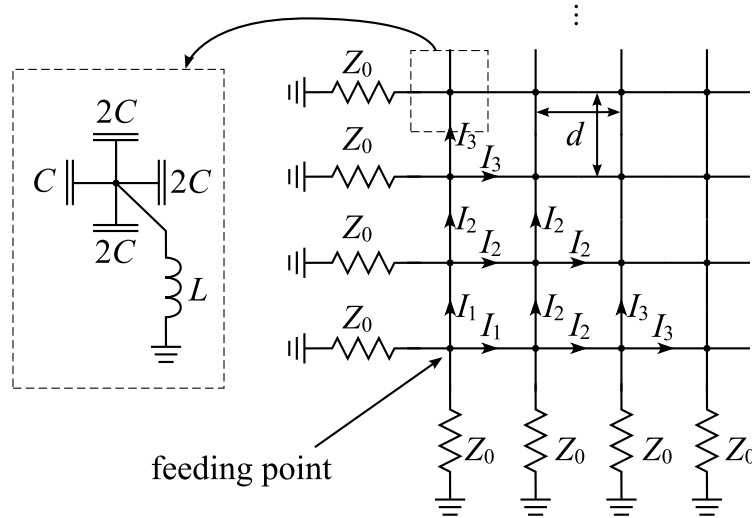 ⋮
Z₀
2C
C 2C
2C
L
I₃
d
Z₀
I₃
Z₀
I₂ I₂
I₂ I₂
Z₀
I₁ I₂ I₃
I₁ I₂ I₃
Z₀ Z₀ Z₀ Z₀
feeding point